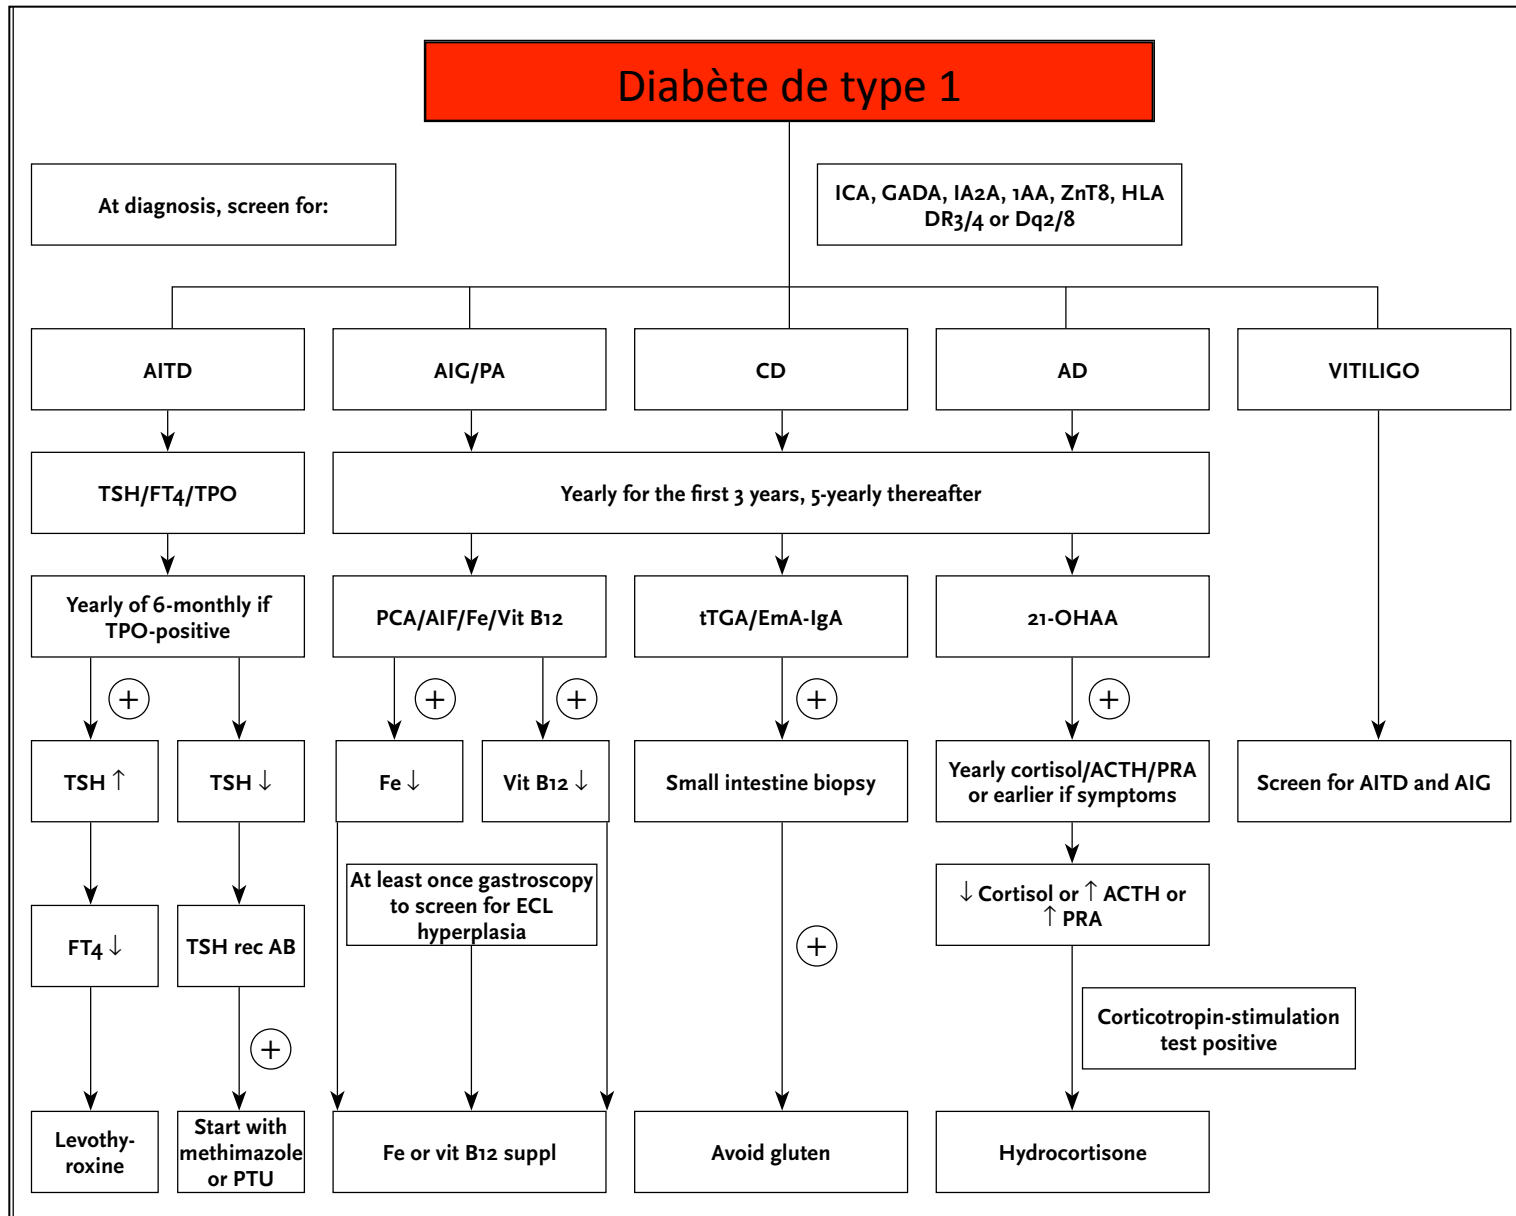 Diabète de type 1
At diagnosis, screen for:
ICA, GADA, IA2A, 1AA, ZnT8, HLA
DR3/4 or Dq2/8
AITD
AIG/PA
CD
AD
VITILIGO
TSH/FT4/TPO
Yearly for the first 3 years, 5-yearly thereafter
Yearly of 6-monthly if
TPO-positive
PCA/AIF/Fe/Vit B12
tTGA/EmA-IgA
21-OHAA
+
+
+
+
+
TSH ↑
TSH ↓
Fe ↓
Vit B12 ↓
Small intestine biopsy
Yearly cortisol/ACTH/PRA
or earlier if symptoms
Screen for AITD and AIG
FT4 ↓
TSH rec AB
At least once gastroscopy
to screen for ECL
hyperplasia
+
↓ Cortisol or ↑ ACTH or
↑ PRA
+
Corticotropin-stimulation
test positive
Levothy-
roxine
Start with
methimazole
or PTU
Fe or vit B12 suppl
Avoid gluten
Hydrocortisone